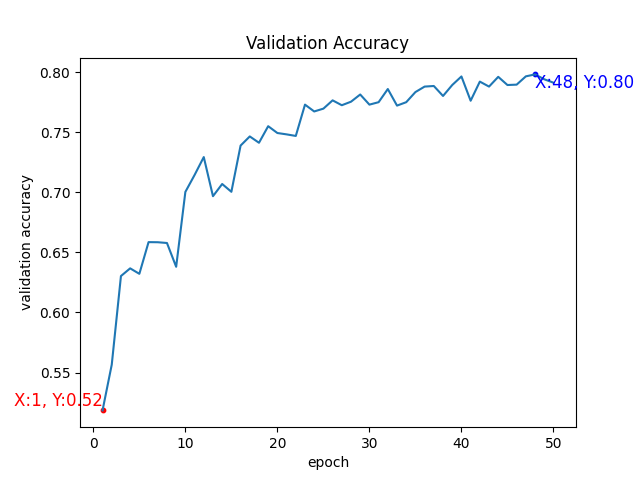 Validation Accuracy
validation accuracy
0.80
0.75
0.70
0.65
0.60
0.55
X:48, Y:0.80
X:1, Y:0.52
0
10
20
30
40
50
epoch